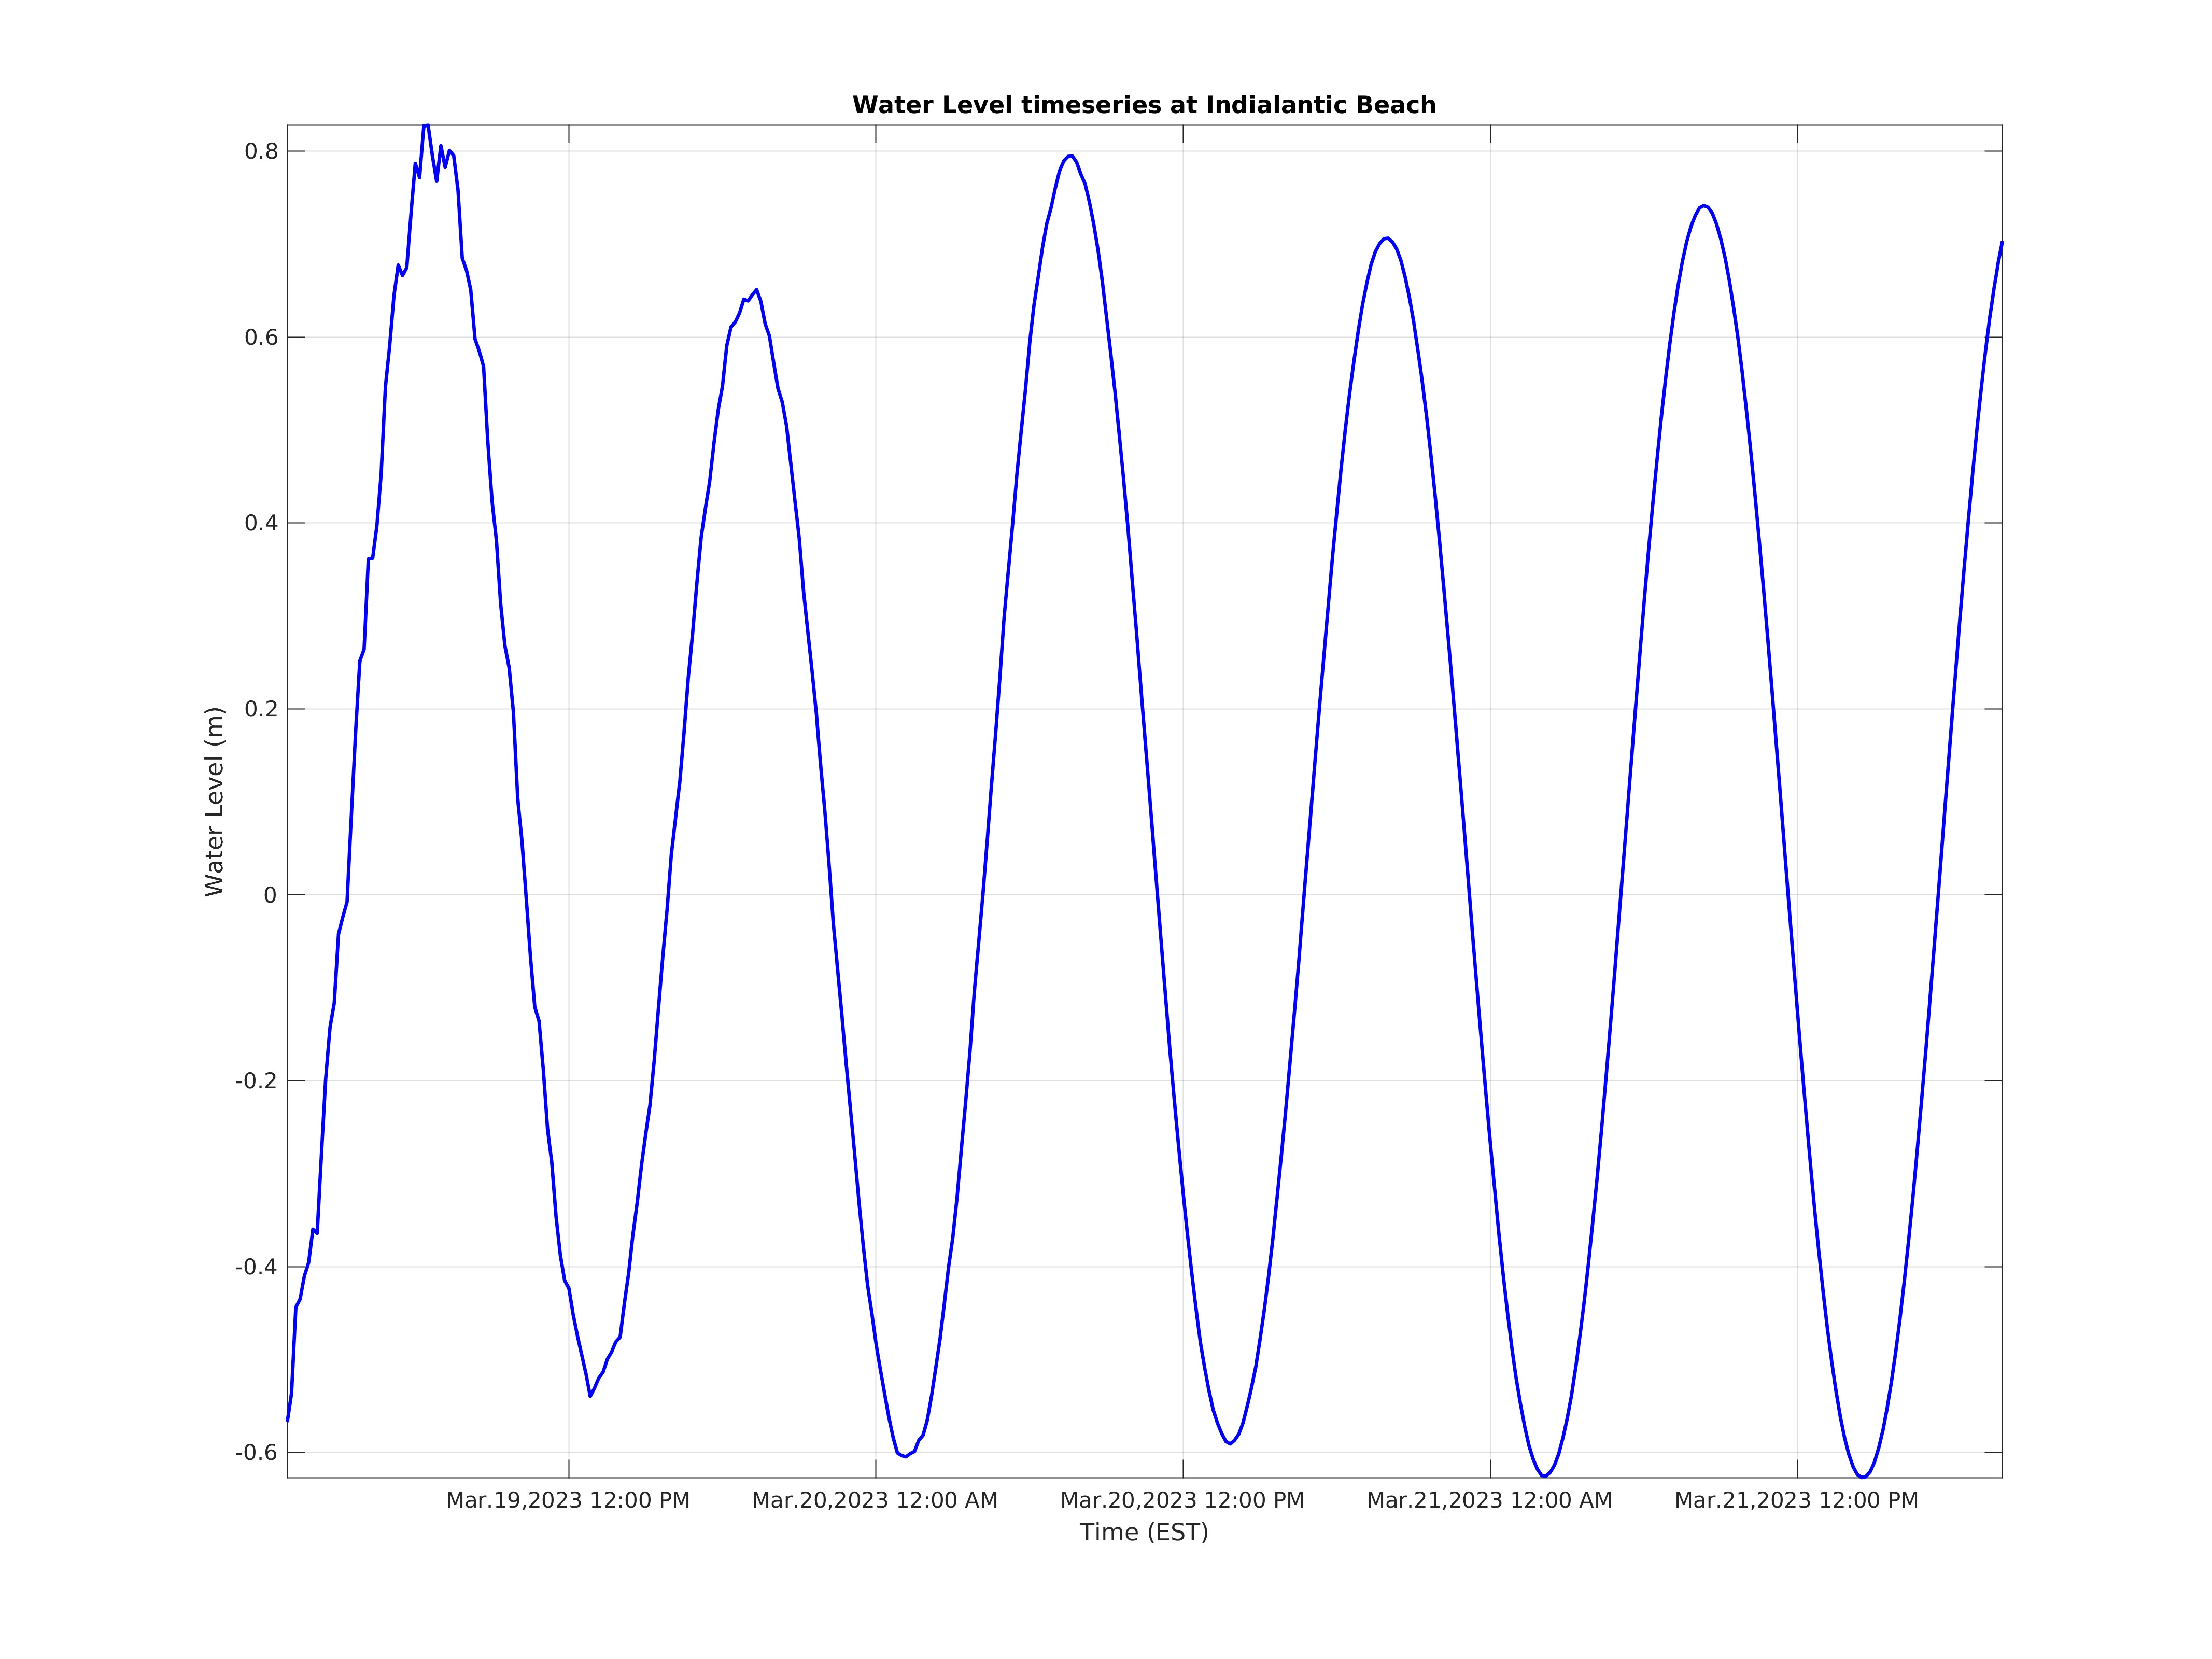 Water Level timeseries at Indialantic Beach
0.8
0.6
0.4
0.2
0
-0.2
-0.4
-0.6
Water Level (m)
Mar.19,2023 12:00 PM
Mar.20,2023 12:00 AM
Mar.20,2023 12:00 PM
Mar.21,2023 12:00 AM
Mar.21,2023 12:00 PM
Time (EST)